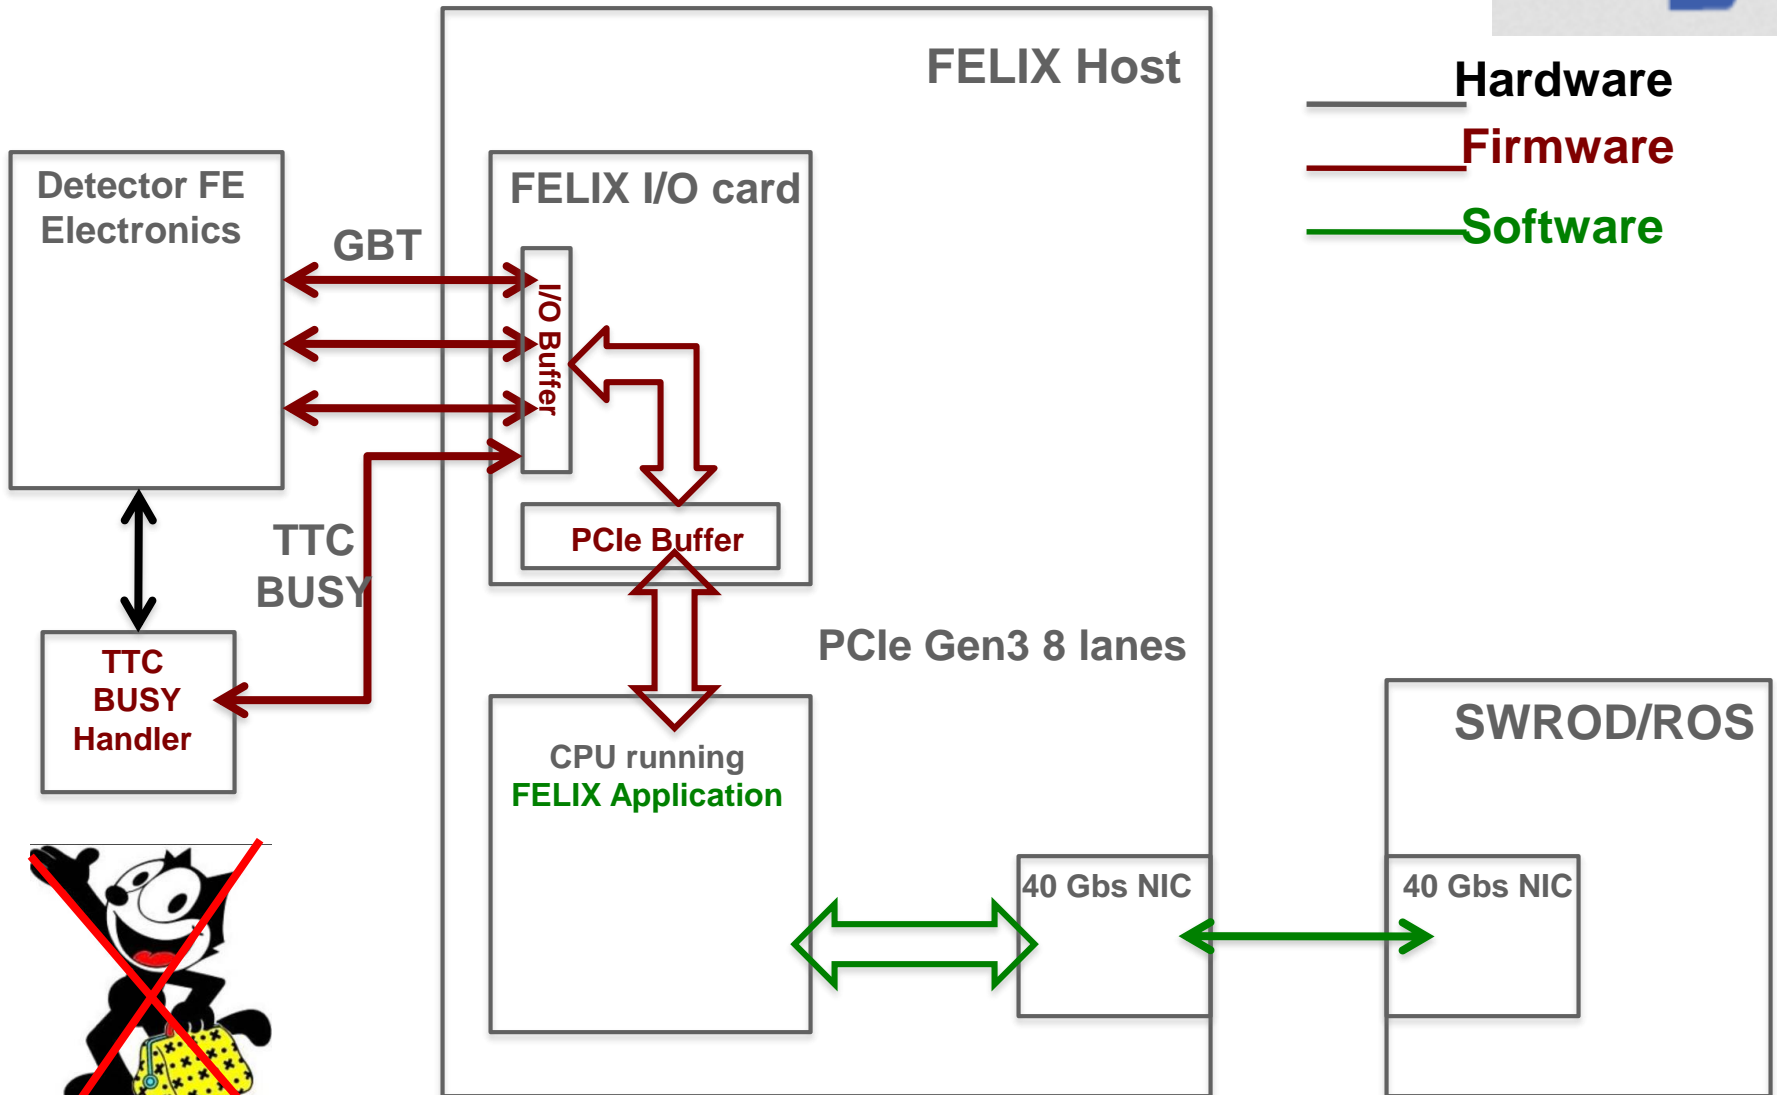 FELIX Host
Hardware
Firmware
Software
Detector FE
Electronics
GBT
FELIX I/O card
I/O Buffer
PCIe Buffer
TTC
BUSY
TTC
BUSY
Handler
PCIe Gen3 8 lanes
CPU running
FELIX Application
40 Gbs NIC
SWROD/ROS
40 Gbs NIC